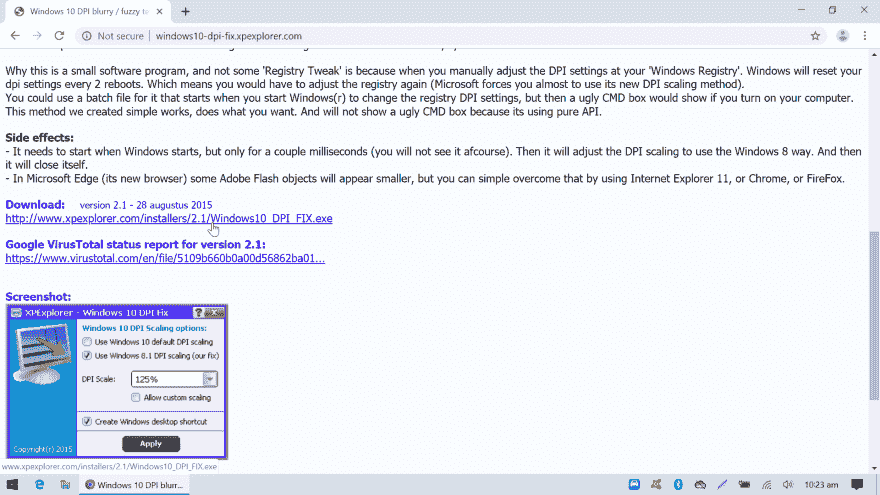 Windows 10 DPI blurry / fuzzy te
Not secure | windows10-dpi-fix.xpexplorer.com
Why this is a small software program, and not some 'Registry Tweak' is because when you manually adjust the DPI settings at your 'Windows Registry'. Windows will reset your
dpi settings every 2 reboots. Which means you would have to adjust the registry again (Microsoft forces you almost to use its new DPI scaling method).
You could use a batch file for it that starts when you start Windows(r) to change the registry DPI settings, but then a ugly CMD box would show if you turn on your computer.
This method we created simple works, does what you want. And will not show a ugly CMD box because its using pure API.
Side effects:
- It needs to start when Windows starts, but only for a couple milliseconds (you will not see it afcourse). Then it will adjust the DPI scaling to use the Windows 8 way. And then
it will close itself.
- In Microsoft Edge (its new browser) some Adobe Flash objects will appear smaller, but you can simple overcome that by using Internet Explorer 11, or Chrome, or FireFox.
Download: version 2.1 - 28 augustus 2015
http://www.xpexplorer.com/installers/2.1/Windows10_DPI_FIX.exe
Google VirusTotal status report for version 2.1:
https://www.virustotal.com/en/file/5109b660b0a00d56862ba01...
Screenshot:
XPExplorer - Windows 10 DPI Fix
Windows 10 DPI Scaling options:
Use Windows 10 default DPI scaling
Use Windows 8.1 DPI scaling (our fix)
DPI Scale: 125%
Allow custom scaling
Create Windows desktop shortcut
Copyright(r) 2015
Apply
www.xpexplorer.com/installers/2.1/Windows10_DPI_FIX.exe
Windows 10 DPI blurr...
10:23 am